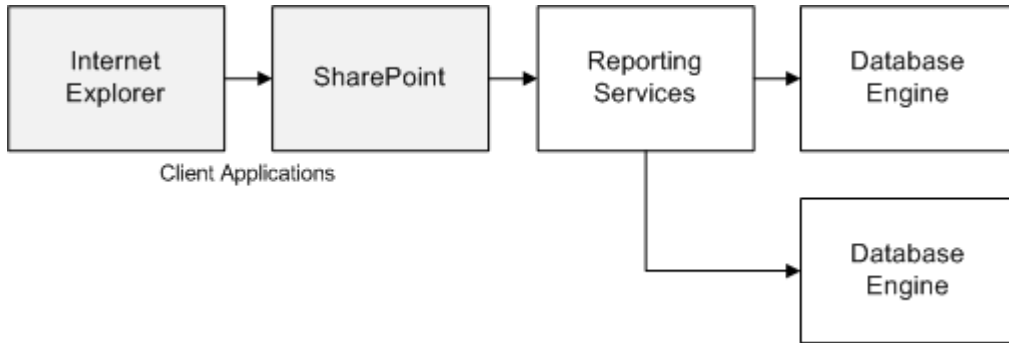 Internet
Explorer
SharePoint
Reporting
Services
Database
Engine
Client Applications
Database
Engine